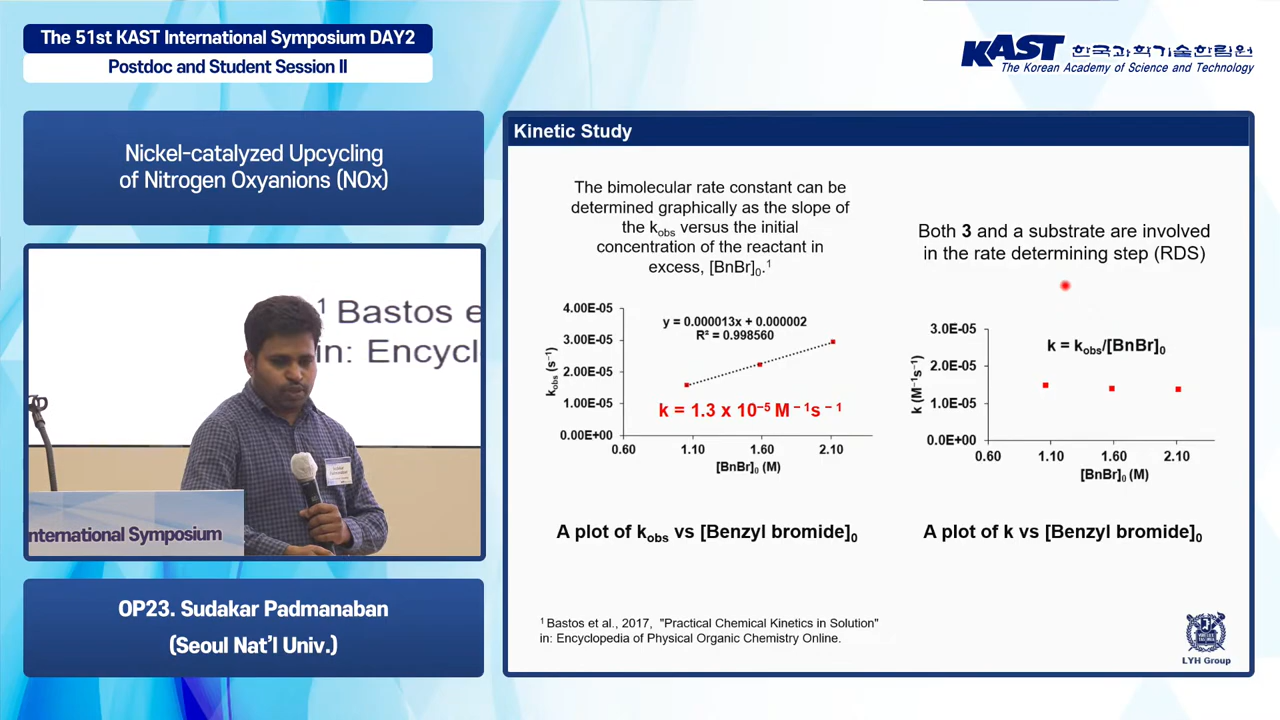 The 51st KAST International Symposium DAY2
Postdoc and Student Session II
KAST 한국과학기술한림원
The Korean Academy of Science and Technology
Nickel-catalyzed Upcycling
of Nitrogen Oxyanions (NOx)
¹ Bastos e
in: Encycl
nternational Symposium
OP23. Sudakar Padmanaban
(Seoul Nat'l Univ.)
Kinetic Study
The bimolecular rate constant can be
determined graphically as the slope of
the kobs versus the initial
concentration of the reactant in
excess, [BnBr]0.¹
4.00E-05
3.00E-05
2.00E-05
1.00E-05
0.00E+00
kobs (s⁻¹)
y = 0.000013x + 0.000002
R² = 0.998560
k = 1.3 x 10⁻⁵ M⁻¹s⁻¹
0.60 1.10 1.60 2.10
[BnBr]0 (M)
A plot of kobs vs [Benzyl bromide]0
Both 3 and a substrate are involved
in the rate determining step (RDS)
3.0E-05
2.0E-05
1.0E-05
0.0E+00
k (M⁻¹s⁻¹)
k = kobs/[BnBr]0
0.60 1.10 1.60 2.10
[BnBr]0 (M)
A plot of k vs [Benzyl bromide]0
¹ Bastos et al., 2017, "Practical Chemical Kinetics in Solution"
in: Encyclopedia of Physical Organic Chemistry Online.
LYH Group